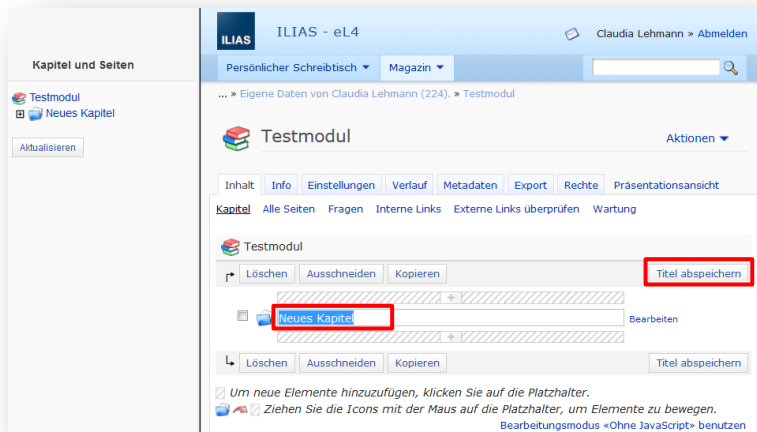 Kapitel und Seiten
Testmodul
Neues Kapitel
Aktualisieren
ILIAS
ILIAS - eL4
Claudia Lehmann » Abmelden
Persönlicher Schreibtisch
Magazin
... » Eigene Daten von Claudia Lehmann (224). » Testmodul
Testmodul
Aktionen
Inhalt Info Einstellungen Verlauf Metadaten Export Rechte Präsentationsansicht
Kapitel Alle Seiten Fragen Interne Links Externe Links überprüfen Wartung
Testmodul
Löschen Ausschneiden Kopieren Titel abspeichern
+
Neues Kapitel Bearbeiten
+
Löschen Ausschneiden Kopieren Titel abspeichern
Um neue Elemente hinzuzufügen, klicken Sie auf die Platzhalter.
Ziehen Sie die Icons mit der Maus auf die Platzhalter, um Elemente zu bewegen.
Bearbeitungsmodus «Ohne JavaScript» benutzen